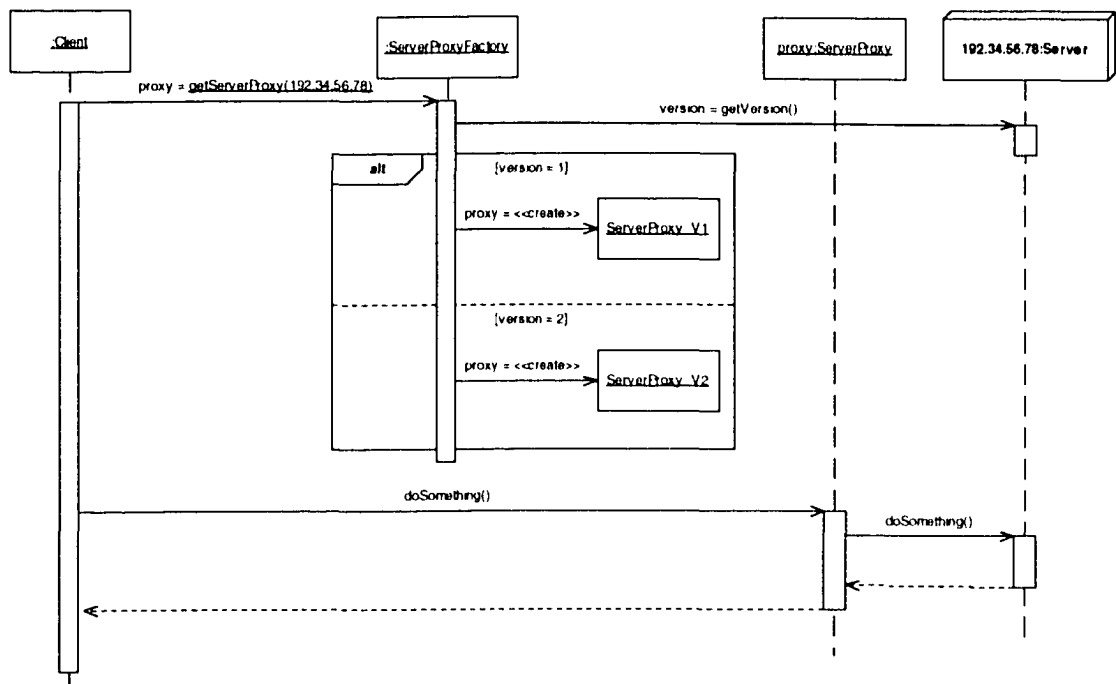 :Client
:ServerProxyFactory
proxy:ServerProxy
192.34.56.78:Server
proxy = getServerProxy(192.34.56.78)
version = getVersion()
alt
[version = 1]
proxy = <<create>>
ServerProxy_V1
[version = 2]
proxy = <<create>>
ServerProxy_V2
doSomething()
doSomething()